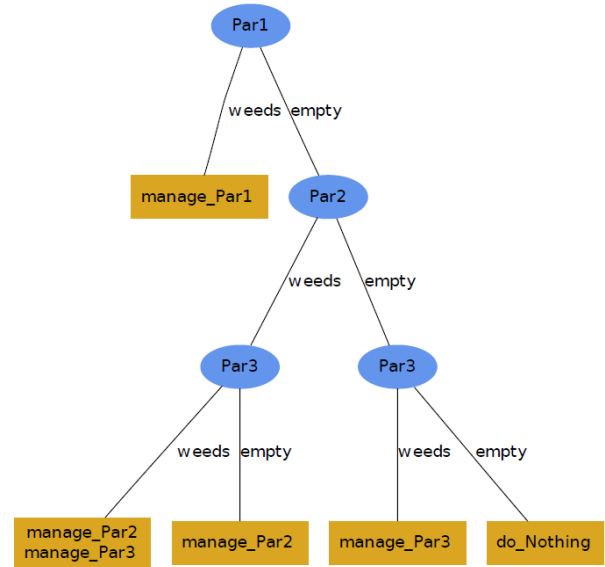 Par1
weeds empty
manage_Par1
Par2
weeds empty
Par3
Par3
weeds empty
weeds empty
manage_Par2
manage_Par3
manage_Par2
manage_Par3
do_Nothing